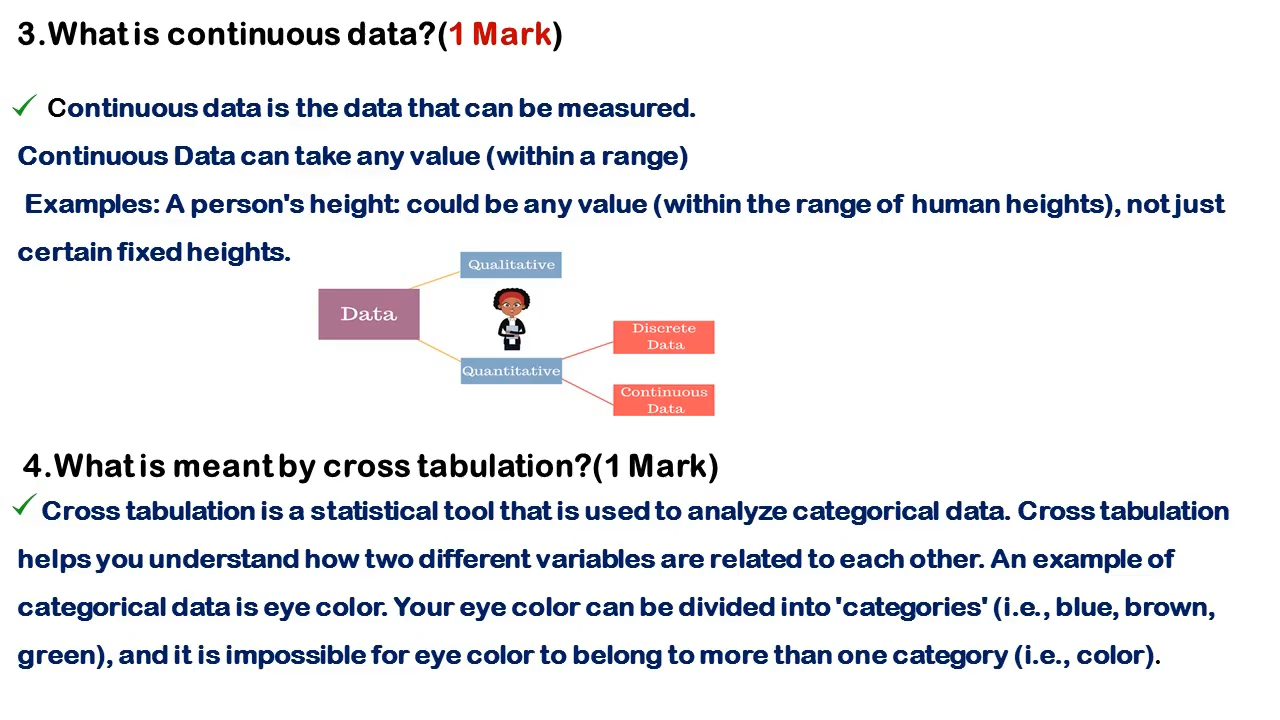 3.What is continuous data?(1 Mark)
✓ Continuous data is the data that can be measured.
Continuous Data can take any value (within a range)
Examples: A person's height: could be any value (within the range of human heights), not just
certain fixed heights.
Qualitative
Data
Discrete
Data
Quantitative
Continuous
Data
4.What is meant by cross tabulation?(1 Mark)
✓ Cross tabulation is a statistical tool that is used to analyze categorical data. Cross tabulation
helps you understand how two different variables are related to each other. An example of
categorical data is eye color. Your eye color can be divided into 'categories' (i.e., blue, brown,
green), and it is impossible for eye color to belong to more than one category (i.e., color).